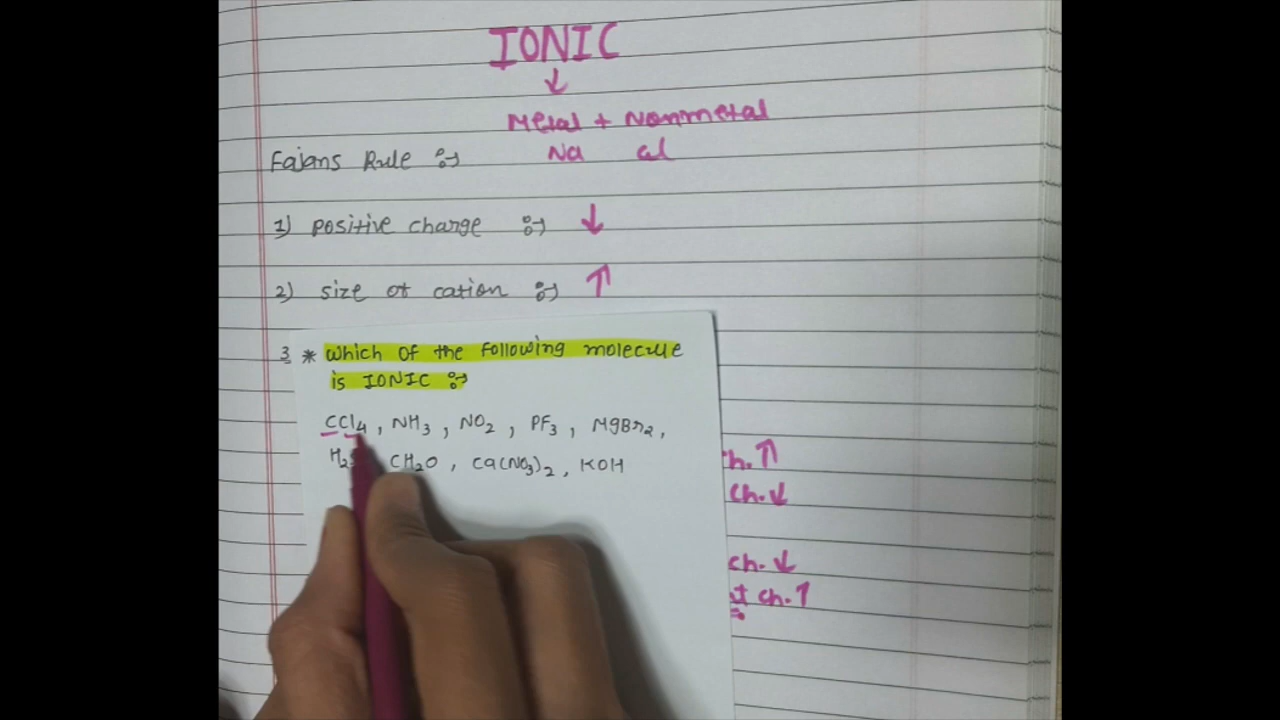 IONIC
↓
Metal + Nonmetal
Na Cl
Fajans Rule :→
1) positive charge :→ ↓
2) size of cation :→ ↑
3 * Which of the following molecule
is IONIC :→
CCl4, NH3, NO2, PF3, MgBr2,
CH2O, Ca(NO3)2, KOH
ch. ↑
ch. ↓
ch. ↓
ch. ↑